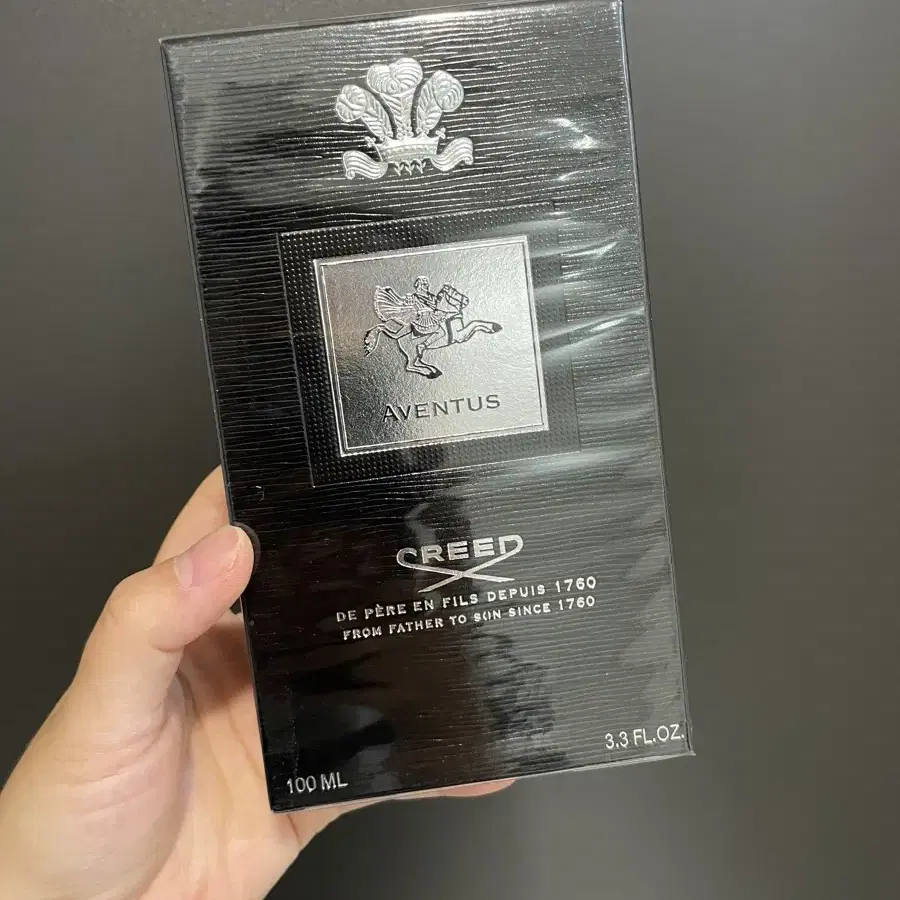 AVENTUS
CREED
DE PÈRE EN FILS DEPUIS 1760
FROM FATHER TO SON SINCE 1760
3.3 FL.OZ.
100 ML